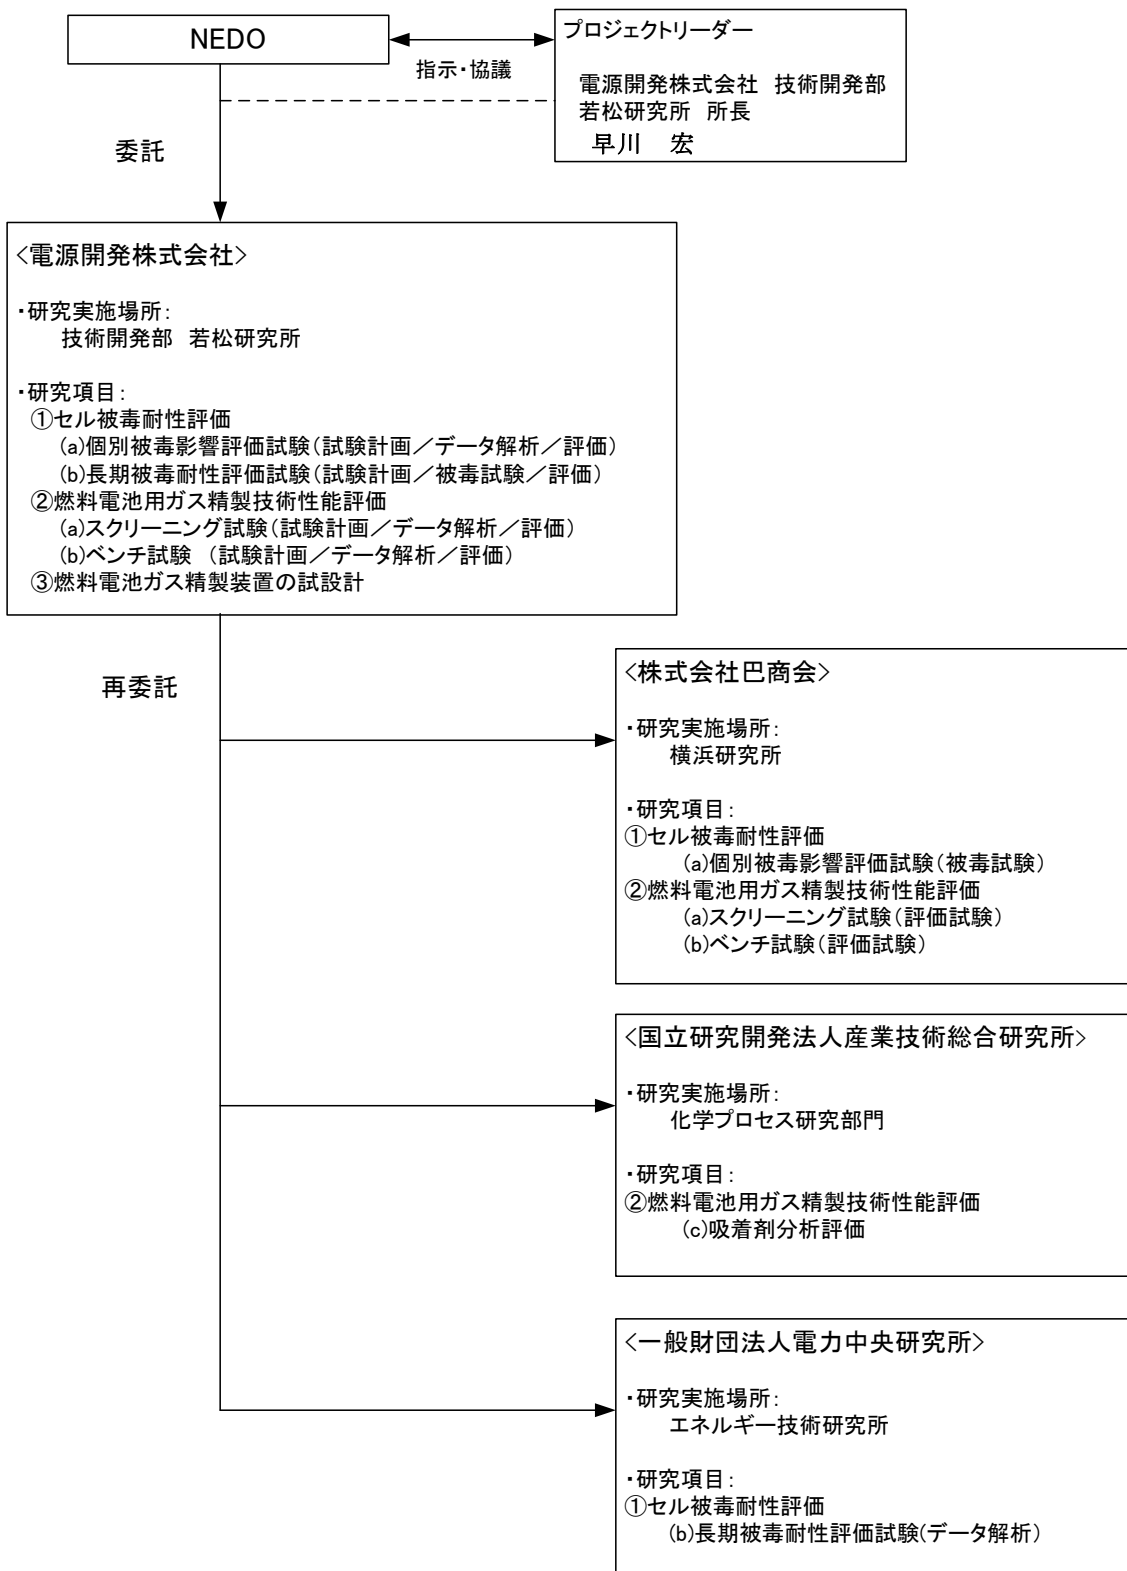 NEDO
指示・協議
プロジェクトリーダー
電源開発株式会社 技術開発部
若松研究所 所長
早川 宏
委託
<電源開発株式会社>
・研究実施場所:
技術開発部 若松研究所
・研究項目:
①セル被毒耐性評価
(a)個別被毒影響評価試験(試験計画/データ解析/評価)
(b)長期被毒耐性評価試験(試験計画/被毒試験/評価)
②燃料電池用ガス精製技術性能評価
(a)スクリーニング試験(試験計画/データ解析/評価)
(b)ベンチ試験 (試験計画/データ解析/評価)
③燃料電池ガス精製装置の試設計
再委託
<株式会社巴商会>
・研究実施場所:
横浜研究所
・研究項目:
①セル被毒耐性評価
(a)個別被毒影響評価試験(被毒試験)
②燃料電池用ガス精製技術性能評価
(a)スクリーニング試験(評価試験)
(b)ベンチ試験(評価試験)
<国立研究開発法人産業技術総合研究所>
・研究実施場所:
化学プロセス研究部門
・研究項目:
②燃料電池用ガス精製技術性能評価
(c)吸着剤分析評価
<一般財団法人電力中央研究所>
・研究実施場所:
エネルギー技術研究所
・研究項目:
①セル被毒耐性評価
(b)長期被毒耐性評価試験(データ解析)